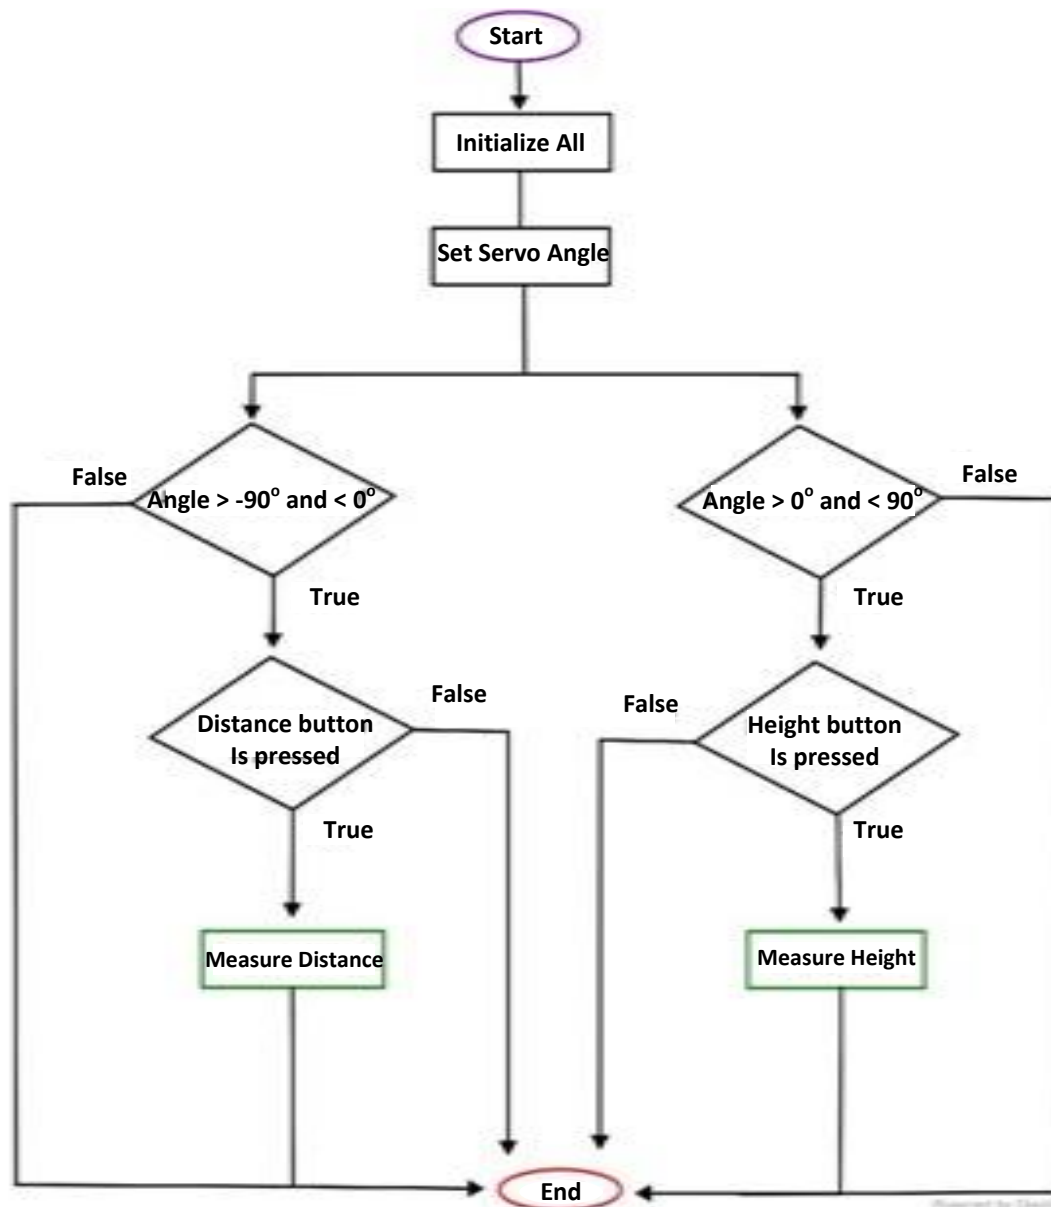 Start
Initialize All
Set Servo Angle
False
Angle > -90° and < 0°
True
False
Angle > 0° and < 90°
True
False
Distance button
Is pressed
True
False
Height button
Is pressed
True
Measure Distance
Measure Height
End